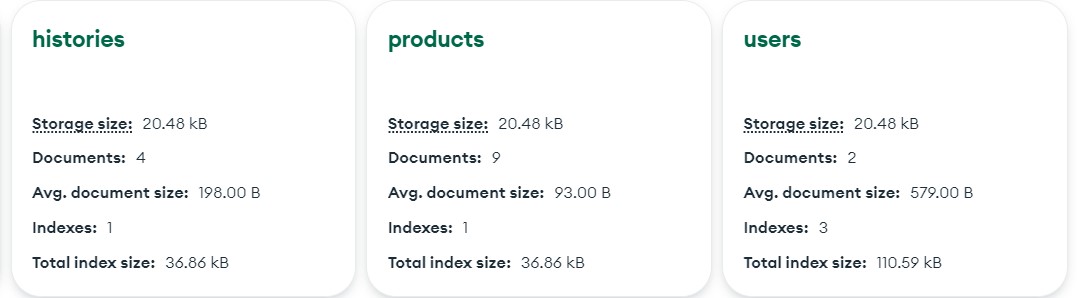 histories
Storage size: 20.48 kB
Documents: 4
Avg. document size: 198.00 B
Indexes: 1
Total index size: 36.86 kB
products
Storage size: 20.48 kB
Documents: 9
Avg. document size: 93.00 B
Indexes: 1
Total index size: 36.86 kB
users
Storage size: 20.48 kB
Documents: 2
Avg. document size: 579.00 B
Indexes: 3
Total index size: 110.59 kB